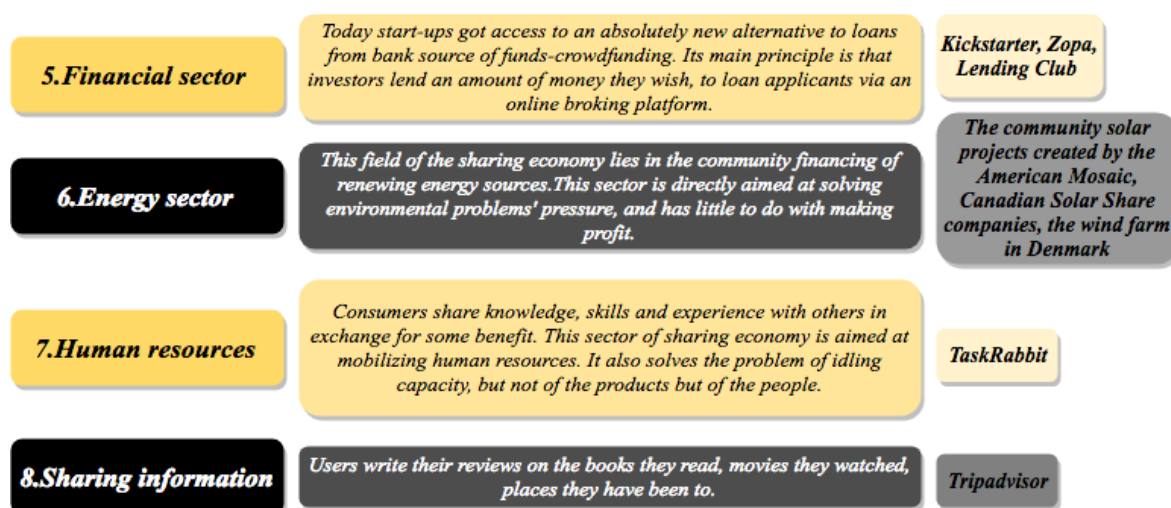 5.Financial sector
Today start-ups got access to an absolutely new alternative to loans
from bank source of funds-crowdfunding. Its main principle is that
investors lend an amount of money they wish, to loan applicants via an
online broking platform.
Kickstarter, Zopa,
Lending Club
6.Energy sector
This field of the sharing economy lies in the community financing of
renewing energy sources.This sector is directly aimed at solving
environmental problems' pressure, and has little to do with making
profit.
The community solar
projects created by the
American Mosaic,
Canadian Solar Share
companies, the wind farm
in Denmark
7.Human resources
Consumers share knowledge, skills and experience with others in
exchange for some benefit. This sector of sharing economy is aimed at
mobilizing human resources. It also solves the problem of idling
capacity, but not of the products but of the people.
TaskRabbit
8.Sharing information
Users write their reviews on the books they read, movies they watched,
places they have been to.
Tripadvisor